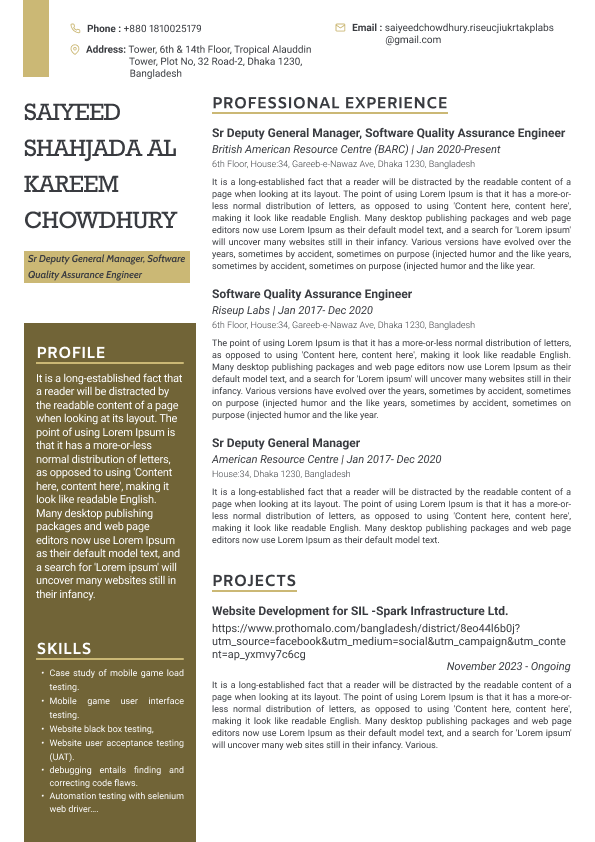 Phone : +880 1810025179
Address: Tower, 6th & 14th Floor, Tropical Alauddin
Tower, Plot No, 32 Road-2, Dhaka 1230,
Bangladesh
Email : saiyeedchowdhury.riseucjiukrtakplabs
@gmail.com
SAIYEED
SHAHJADA AL
KAREEM
CHOWDHURY
Sr Deputy General Manager, Software
Quality Assurance Engineer
PROFILE
It is a long-established fact that
a reader will be distracted by
the readable content of a page
when looking at its layout. The
point of using Lorem Ipsum is
that it has a more-or-less
normal distribution of letters,
as opposed to using 'Content
here, content here', making it
look like readable English.
Many desktop publishing
packages and web page
editors now use Lorem Ipsum
as their default model text, and
a search for 'Lorem ipsum' will
uncover many websites still in
their infancy.
SKILLS
• Case study of mobile game load
testing.
• Mobile game user interface
testing.
• Website black box testing,
• Website user acceptance testing
(UAT).
• debugging entails finding and
correcting code flaws.
• Automation testing with selenium
web driver....
PROFESSIONAL EXPERIENCE
Sr Deputy General Manager, Software Quality Assurance Engineer
British American Resource Centre (BARC) | Jan 2020-Present
6th Floor, House:34, Gareeb-e-Nawaz Ave, Dhaka 1230, Bangladesh
It is a long-established fact that a reader will be distracted by the readable content of a
page when looking at its layout. The point of using Lorem Ipsum is that it has a more-or-
less normal distribution of letters, as opposed to using 'Content here, content here',
making it look like readable English. Many desktop publishing packages and web page
editors now use Lorem Ipsum as their default model text, and a search for 'Lorem ipsum'
will uncover many websites still in their infancy. Various versions have evolved over the
years, sometimes by accident, sometimes on purpose (injected humor and the like year,
sometimes by accident, sometimes on purpose (injected humor and the like year.
Software Quality Assurance Engineer
Riseup Labs | Jan 2017- Dec 2020
6th Floor, House:34, Gareeb-e-Nawaz Ave, Dhaka 1230, Bangladesh
The point of using Lorem Ipsum is that it has a more-or-less normal distribution of letters,
as opposed to using 'Content here, content here', making it look like readable English.
Many desktop publishing packages and web page editors now use Lorem Ipsum as their
default model text, and a search for 'Lorem ipsum' will uncover many websites still in their
infancy. Various versions have evolved over the years, sometimes by accident, sometimes
on purpose (injected humor and the like years, sometimes by accident, sometimes on
purpose (injected humor and the like year.
Sr Deputy General Manager
American Resource Centre | Jan 2017- Dec 2020
House:34, Dhaka 1230, Bangladesh
It is a long-established fact that a reader will be distracted by the readable content of a
page when looking at its layout. The point of using Lorem Ipsum is that it has a more-or-
less normal distribution of letters, as opposed to using 'Content here, content here',
making it look like readable English. Many desktop publishing packages and web page
editors now use Lorem Ipsum as their default model text.
PROJECTS
Website Development for SIL -Spark Infrastructure Ltd.
https://www.prothomalo.com/bangladesh/district/8eo44l6b0j?
utm_source=facebook&utm_medium=social&utm_campaign&utm_conte
nt=ap_yxmvy7c6cg
November 2023 - Ongoing
It is a long-established fact that a reader will be distracted by the readable content of a
page when looking at its layout. The point of using Lorem Ipsum is that it has a more-or-
less normal distribution of letters, as opposed to using 'Content here, content here',
making it look like readable English. Many desktop publishing packages and web page
editors now use Lorem Ipsum as their default model text, and a search for 'Lorem ipsum'
will uncover many web sites still in their infancy. Various.